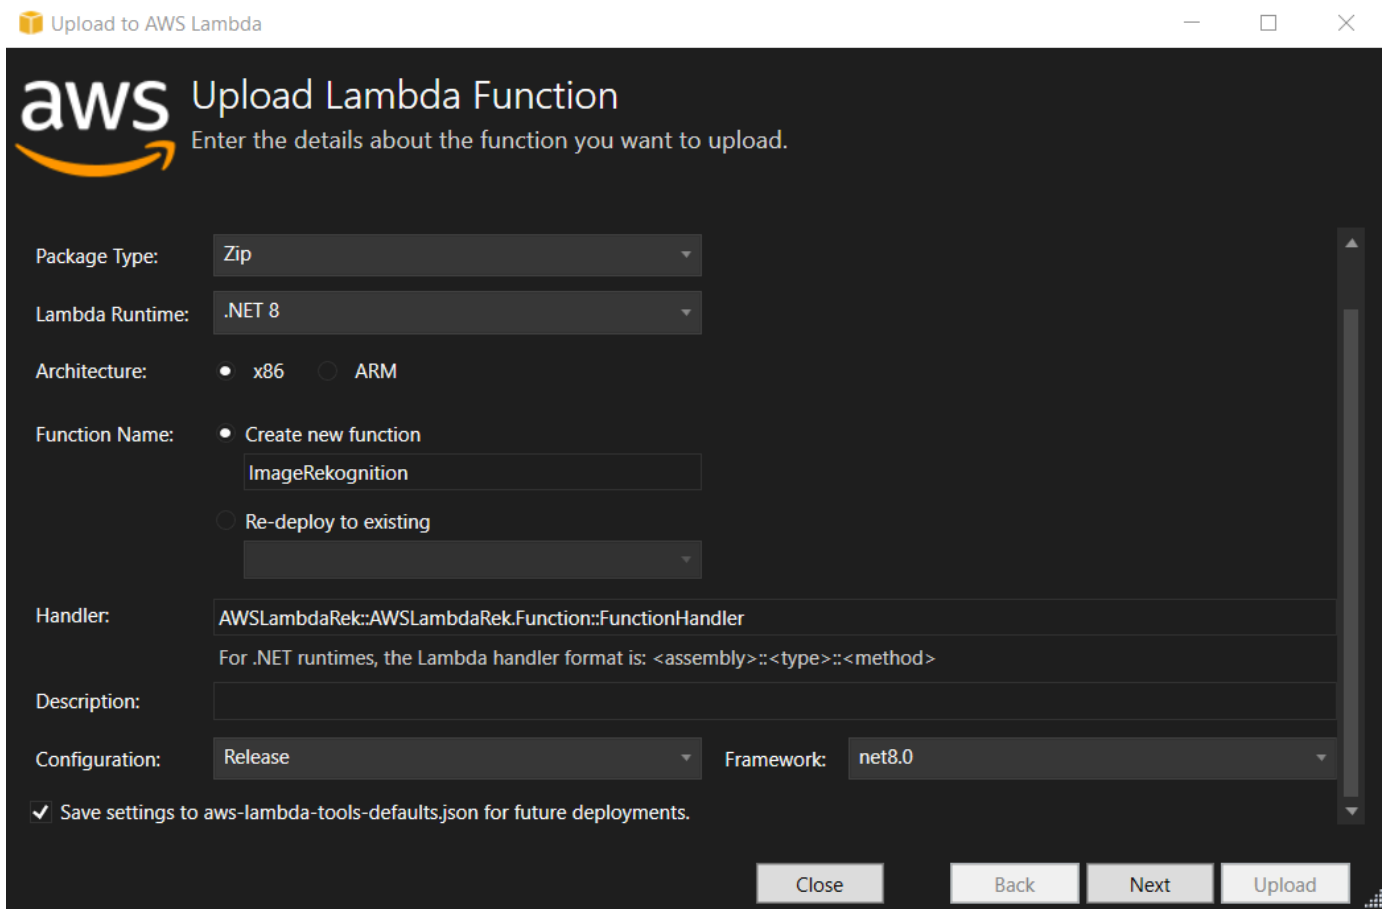 Upload to AWS Lambda
aws
Upload Lambda Function
Enter the details about the function you want to upload.
Package Type: Zip
Lambda Runtime: .NET 8
Architecture: x86 ARM
Function Name: Create new function
ImageRekognition
Re-deploy to existing
Handler: AWSLambdaRek::AWSLambdaRek.Function::FunctionHandler
For .NET runtimes, the Lambda handler format is: <assembly>::<type>::<method>
Description:
Configuration: Release Framework: net8.0
Save settings to aws-lambda-tools-defaults.json for future deployments.
Close Back Next Upload